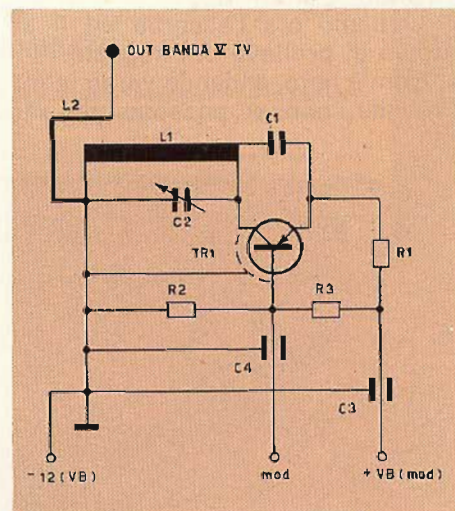 OUT BANDA V TV
L2
L1
C1
C2
TR1
R1
R2
R3
C4
C3
-12 (VB)
mod
+ VB (mod)